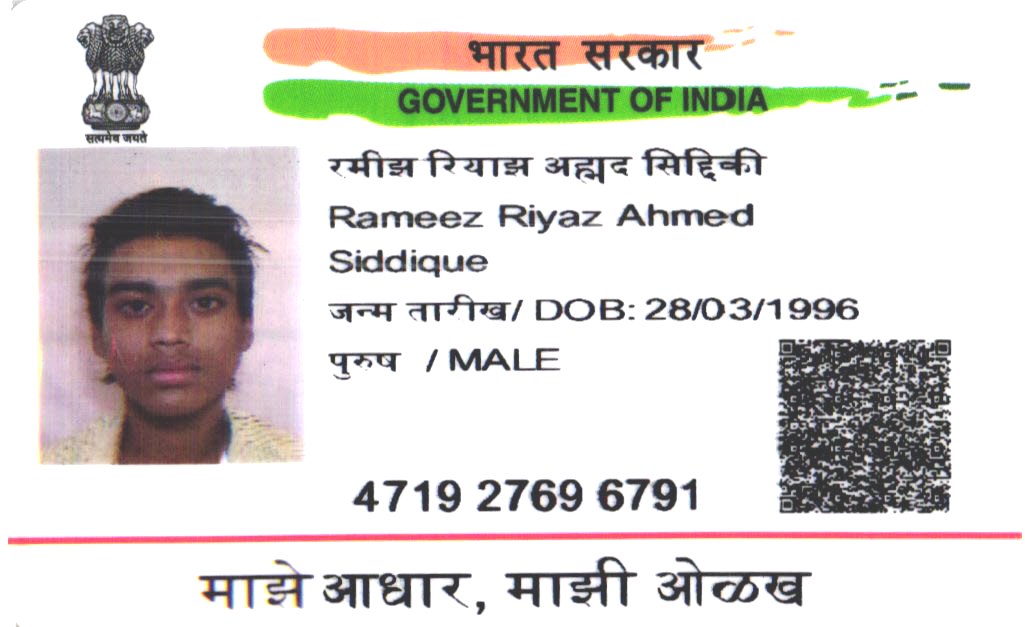 भारत सरकार
GOVERNMENT OF INDIA
सत्यमेव जयते
रमीझ रियाझ अह्मद सिद्दिकी
Rameez Riyaz Ahmed
Siddique
जन्म तारीख/ DOB: 28/03/1996
पुरुष / MALE
4719 2769 6791
माझे आधार, माझी ओळख